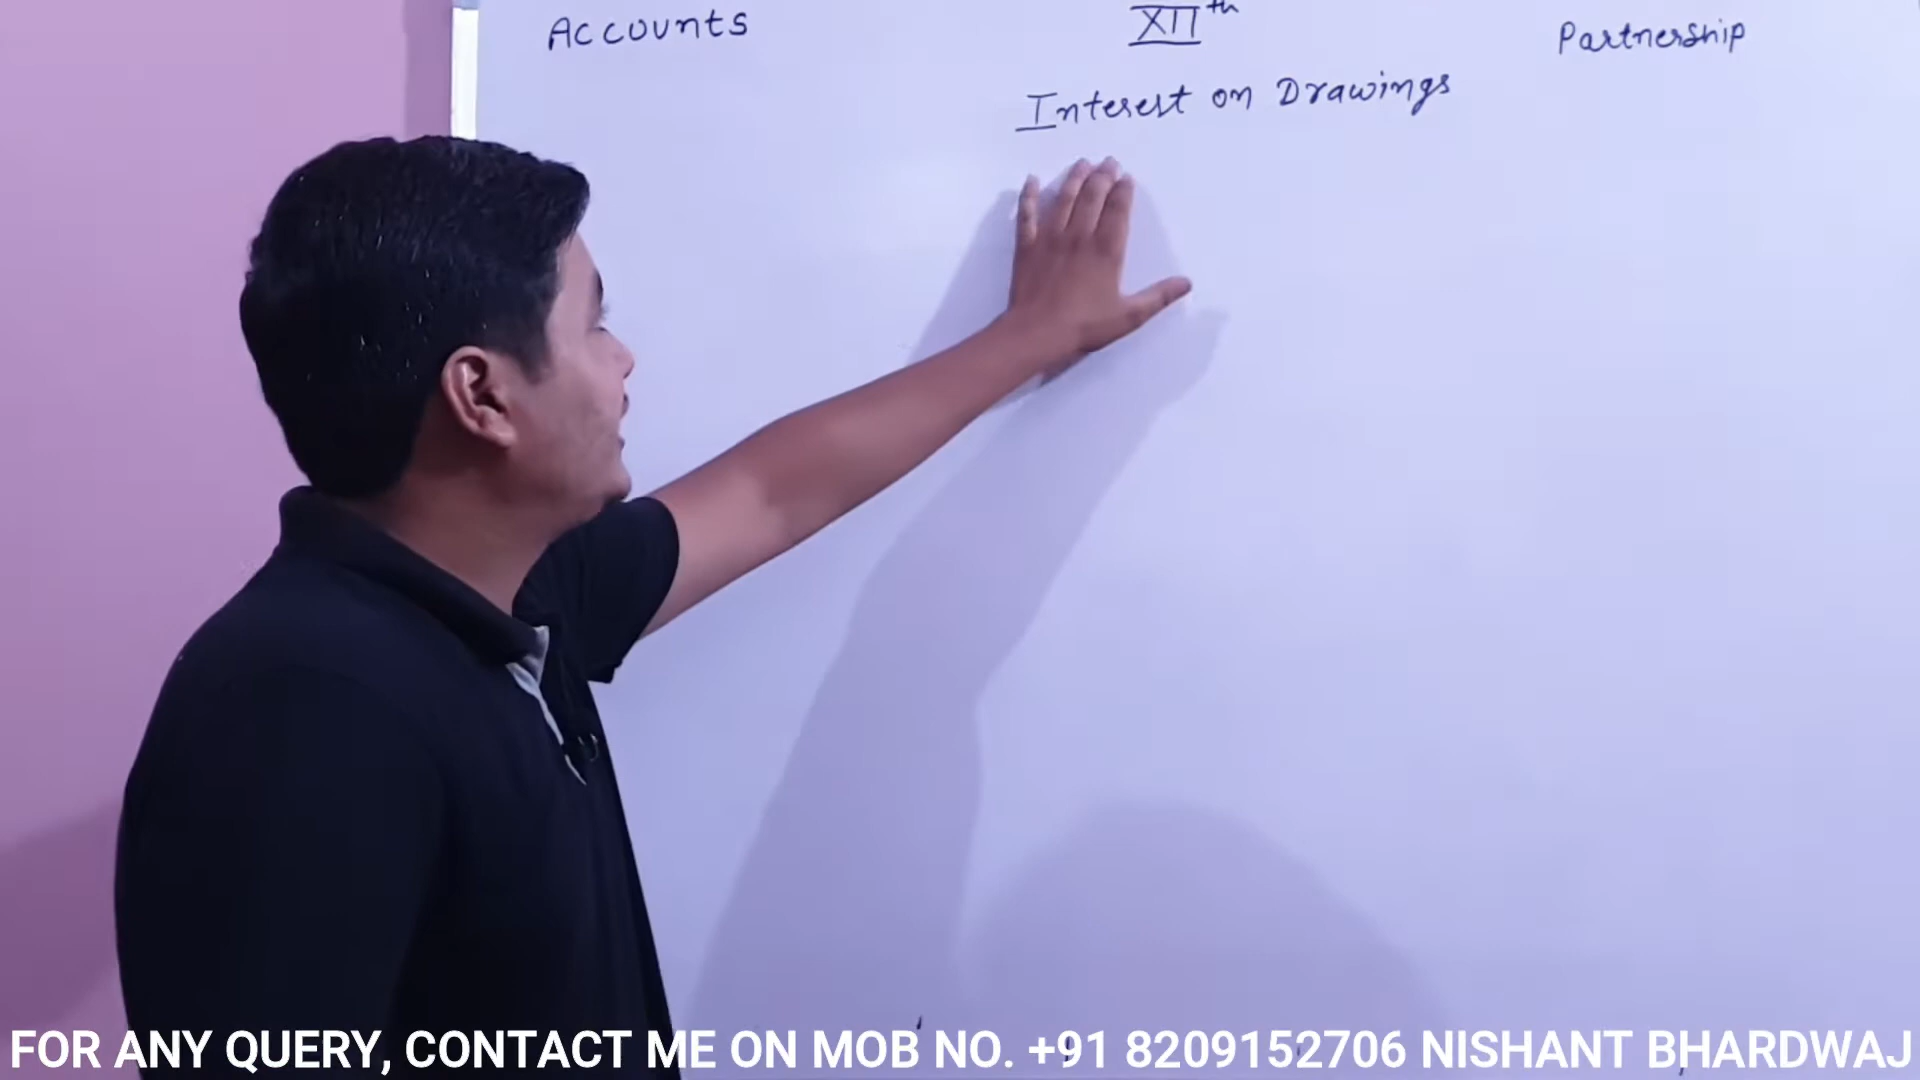 Accounts XIIth Partnership
Interest on Drawings
FOR ANY QUERY, CONTACT ME ON MOB NO. +91 8209152706 NISHANT BHARDWAJ